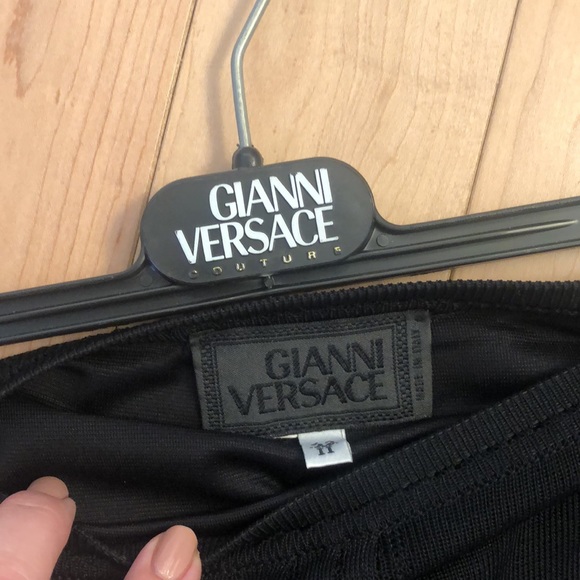 GIANNI
VERSACE
COUTURE
GIANNI
VERSACE
MADE IN ITALY